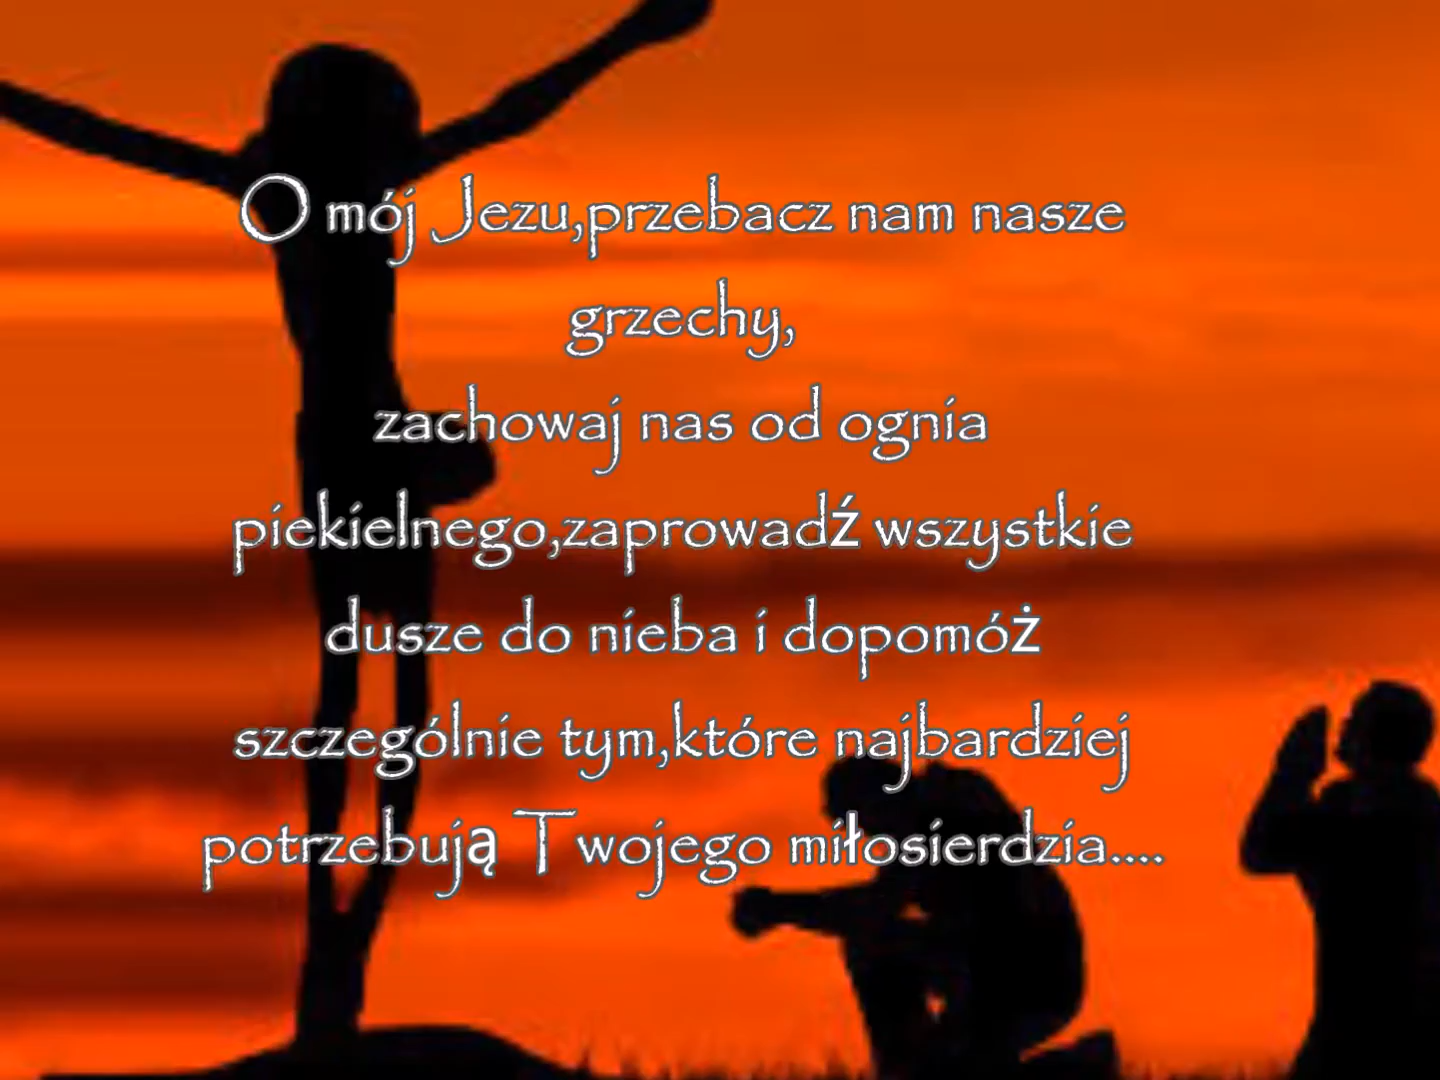 O mój Jezu,przebacz nam nasze
grzechy,
zachowaj nas od ognia
piekielnego,zaprowadź wszystkie
dusze do nieba i dopomóż
szczególnie tym,które najbardziej
potrzebują T wojego miłosierdzia....